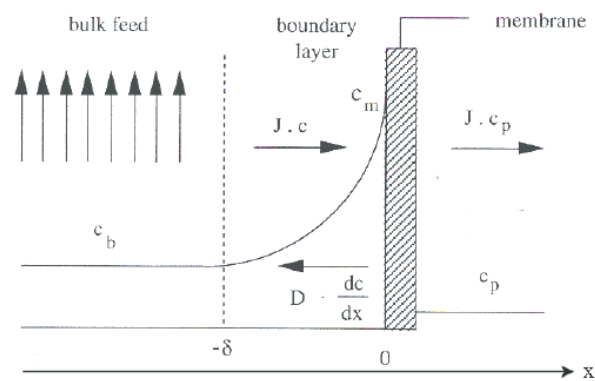 bulk feed
boundary
layer
membrane
c m
J . c
J . c p
c b
D · dc
dx
c p
-δ
0
x